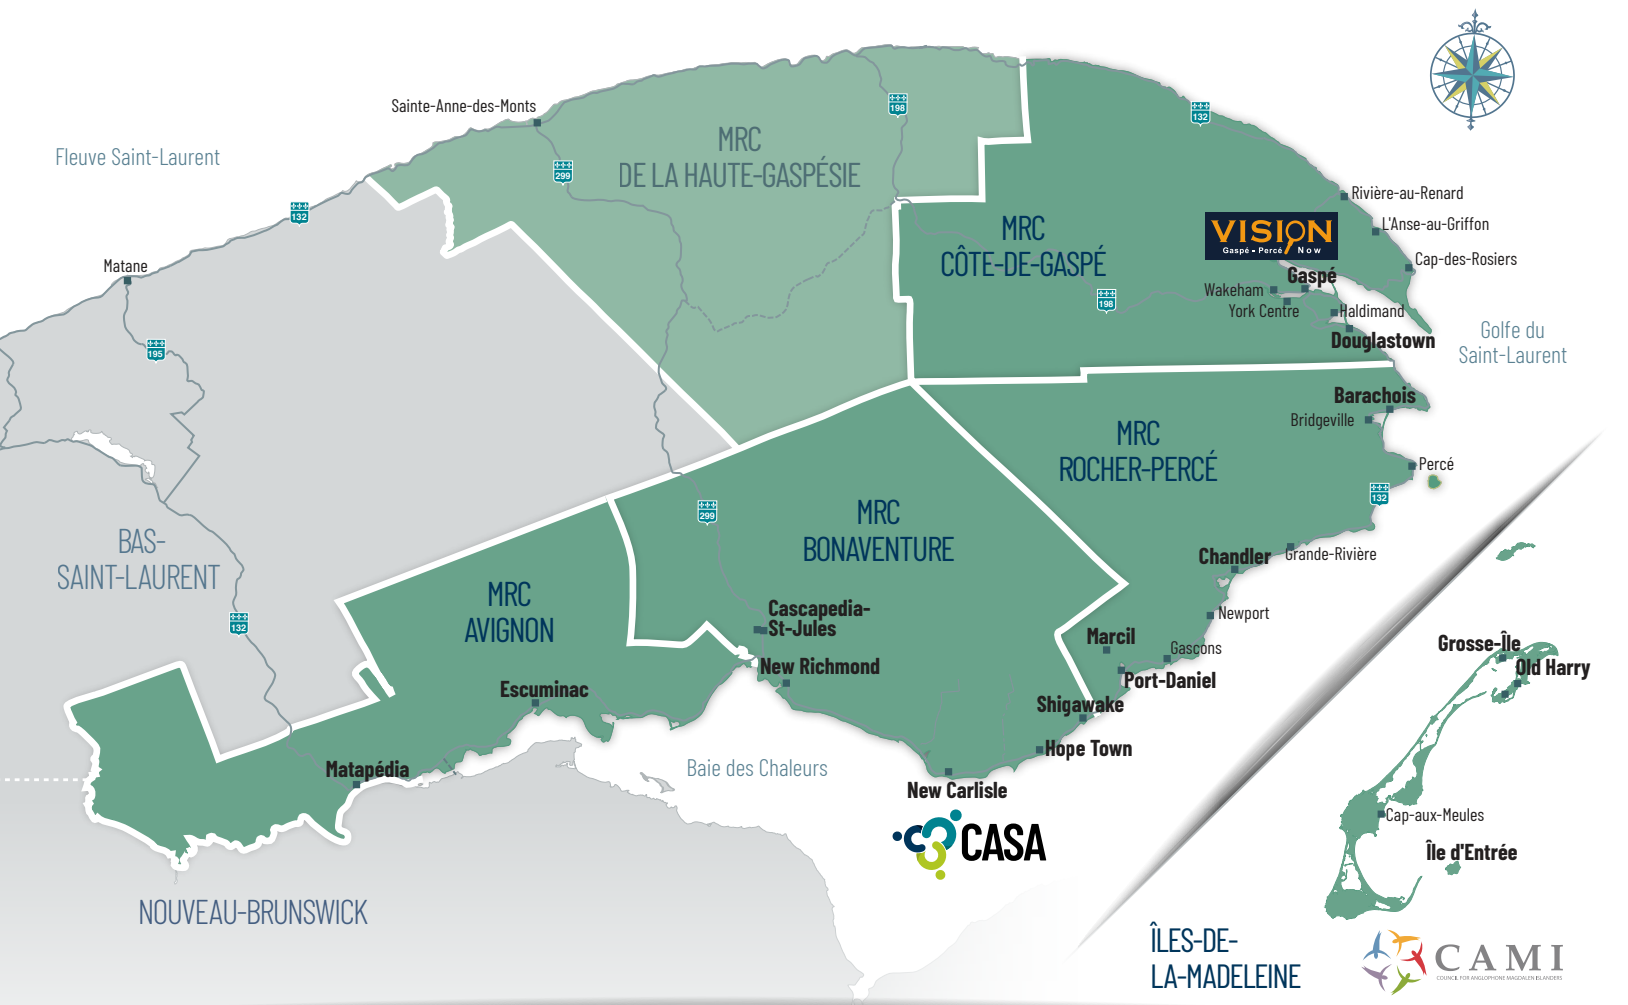 Sainte-Anne-des-Monts
198
132
MRC
DE LA HAUTE-GASPÉSIE
Fleuve Saint-Laurent
299
Rivière-au-Renard
132
MRC
CÔTE-DE-GASPÉ
VISION
Gaspé - Percé Now
L'Anse-au-Griffon
Matane
Cap-des-Rosiers
Gaspé
Wakeham
198
York Centre
Haldimand
Douglastown
Golfe du
Saint-Laurent
195
Barachois
Bridgeville
MRC
ROCHER-PERCÉ
Percé
132
299
MRC
BONAVENTURE
BAS-
SAINT-LAURENT
Chandler
Grande-Rivière
MRC
AVIGNON
Cascapedia-
St-Jules
132
Newport
Marcil
Gascons
Grosse-Île
Old Harry
New Richmond
Port-Daniel
Escuminac
Shigawake
Hope Town
Matapédia
Baie des Chaleurs
New Carlisle
CASA
Cap-aux-Meules
Île d'Entrée
NOUVEAU-BRUNSWICK
ÎLES-DE-
LA-MADELEINE
CAMI
COUNCIL FOR ANGLOPHONE MAGDALEN ISLANDERS